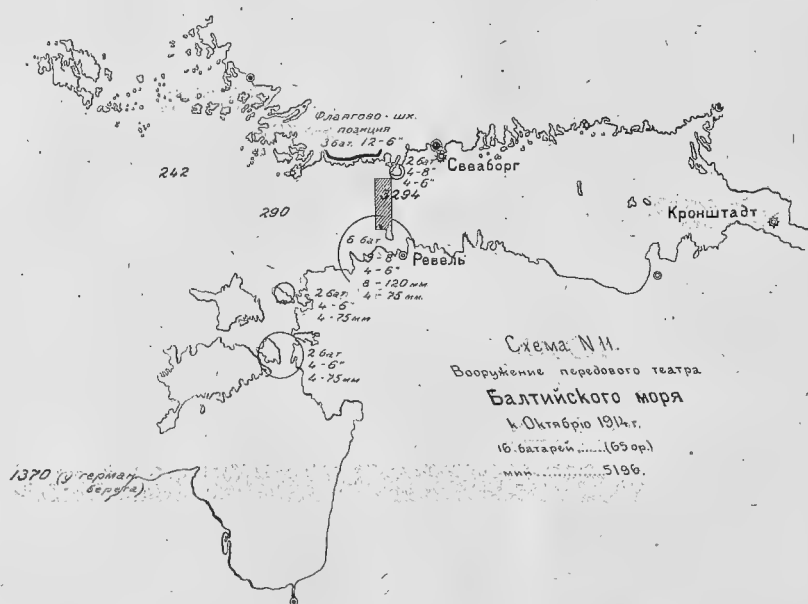 Флангово-шх.
позиция
3 бат. 12-6"
242
290
2 бат
4-8"
4-6"
3294
Свеаборг
Кронштадт
6 бат
4-6"
8-120 мм
4-75 мм.
Ревель
2 бат.
4-6"
4-75 мм
2 бат
4-6"
4-75 мм
Схема N 11.
Вооружение передового театра
Балтийского моря
к Октябрю 1914 г.
16 батарей......(65 ор.)
мин............5196.
1370 (у герман.
берега)